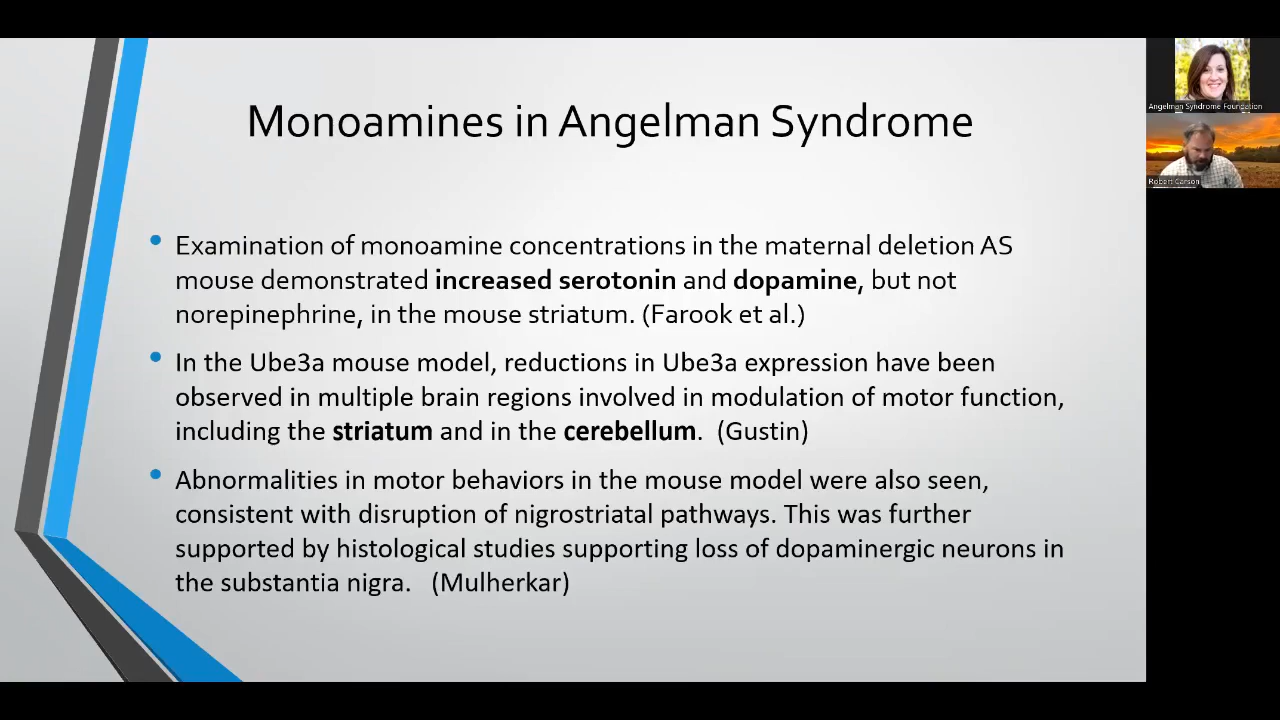 Monoamines in Angelman Syndrome
• Examination of monoamine concentrations in the maternal deletion AS
mouse demonstrated increased serotonin and dopamine, but not
norepinephrine, in the mouse striatum. (Farook et al.)
• In the Ube3a mouse model, reductions in Ube3a expression have been
observed in multiple brain regions involved in modulation of motor function,
including the striatum and in the cerebellum. (Gustin)
• Abnormalities in motor behaviors in the mouse model were also seen,
consistent with disruption of nigrostriatal pathways. This was further
supported by histological studies supporting loss of dopaminergic neurons in
the substantia nigra. (Mulherkar)
Angelman Syndrome Foundation
Robert Carson